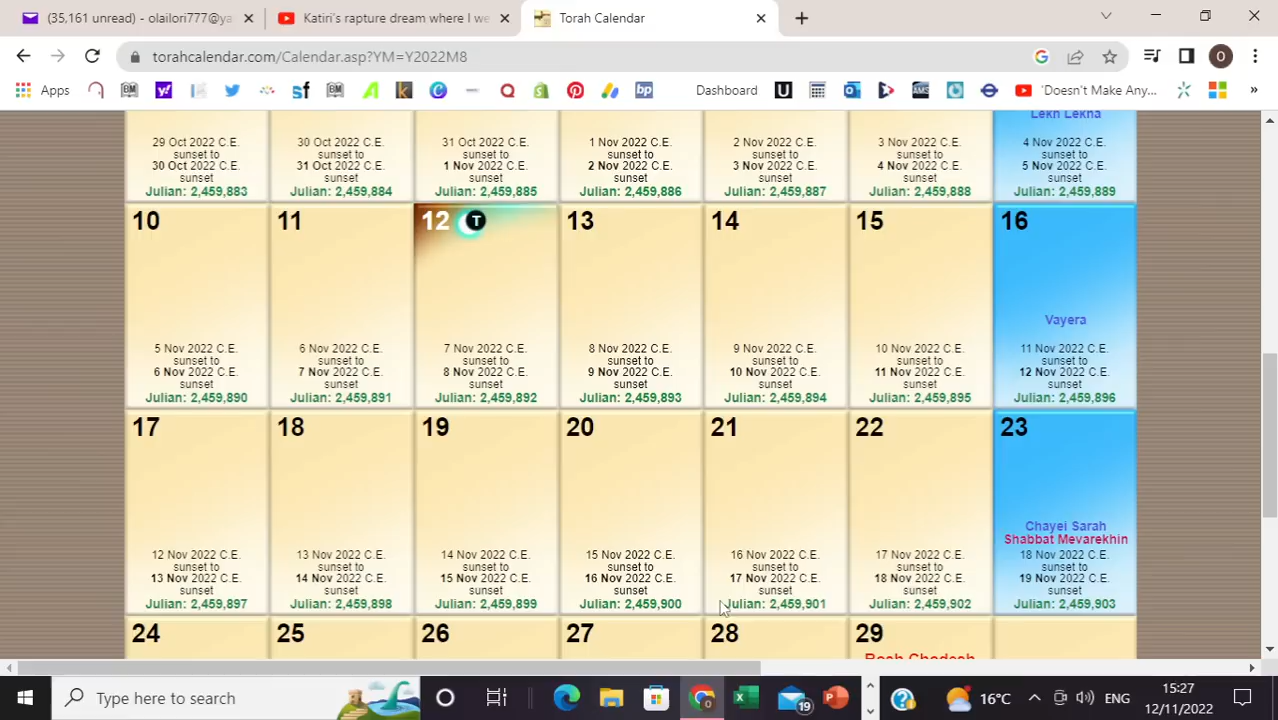 (35,161 unread) - olailori777@ya
Katiri's rapture dream where I we
Torah Calendar
torahcalendar.com/Calendar.asp?YM=Y2022M8
Apps
BM
sf
BM
bp
Dashboard
AMS
'Doesn't Make Any...
»
Lekh Lekha
29 Oct 2022 C.E.
sunset to
30 Oct 2022 C.E.
sunset
Julian: 2,459,883
30 Oct 2022 C.E.
sunset to
31 Oct 2022 C.E.
sunset
Julian: 2,459,884
31 Oct 2022 C.E.
sunset to
1 Nov 2022 C.E.
sunset
Julian: 2,459,885
1 Nov 2022 C.E.
sunset to
2 Nov 2022 C.E.
sunset
Julian: 2,459,886
2 Nov 2022 C.E.
sunset to
3 Nov 2022 C.E.
sunset
Julian: 2,459,887
3 Nov 2022 C.E.
sunset to
4 Nov 2022 C.E.
sunset
Julian: 2,459,888
4 Nov 2022 C.E.
sunset to
5 Nov 2022 C.E.
sunset
Julian: 2,459,889
10
5 Nov 2022 C.E.
sunset to
6 Nov 2022 C.E.
sunset
Julian: 2,459,890
11
6 Nov 2022 C.E.
sunset to
7 Nov 2022 C.E.
sunset
Julian: 2,459,891
12 T
7 Nov 2022 C.E.
sunset to
8 Nov 2022 C.E.
sunset
Julian: 2,459,892
13
8 Nov 2022 C.E.
sunset to
9 Nov 2022 C.E.
sunset
Julian: 2,459,893
14
9 Nov 2022 C.E.
sunset to
10 Nov 2022 C.E.
sunset
Julian: 2,459,894
15
10 Nov 2022 C.E.
sunset to
11 Nov 2022 C.E.
sunset
Julian: 2,459,895
16
Vayera
11 Nov 2022 C.E.
sunset to
12 Nov 2022 C.E.
sunset
Julian: 2,459,896
17
12 Nov 2022 C.E.
sunset to
13 Nov 2022 C.E.
sunset
Julian: 2,459,897
18
13 Nov 2022 C.E.
sunset to
14 Nov 2022 C.E.
sunset
Julian: 2,459,898
19
14 Nov 2022 C.E.
sunset to
15 Nov 2022 C.E.
sunset
Julian: 2,459,899
20
15 Nov 2022 C.E.
sunset to
16 Nov 2022 C.E.
sunset
Julian: 2,459,900
21
16 Nov 2022 C.E.
sunset to
17 Nov 2022 C.E.
sunset
Julian: 2,459,901
22
17 Nov 2022 C.E.
sunset to
18 Nov 2022 C.E.
sunset
Julian: 2,459,902
23
Chayei Sarah
Shabbat Mevarekhin
18 Nov 2022 C.E.
sunset to
19 Nov 2022 C.E.
sunset
Julian: 2,459,903
24
25
26
27
28
29
Rosh Chodesh
Type here to search
19
16°C
ENG
15:27
12/11/2022